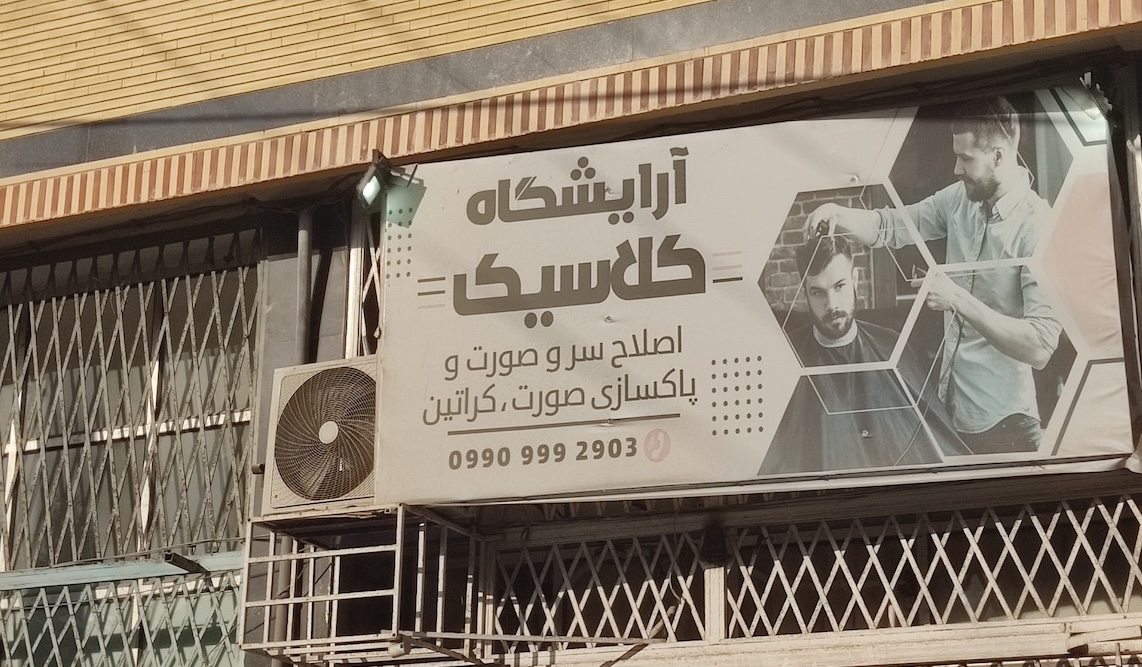 آرایشگاه
کلاسیک
اصلاح سر و صورت و
پاکسازی صورت، کراتین
0990 999 2903